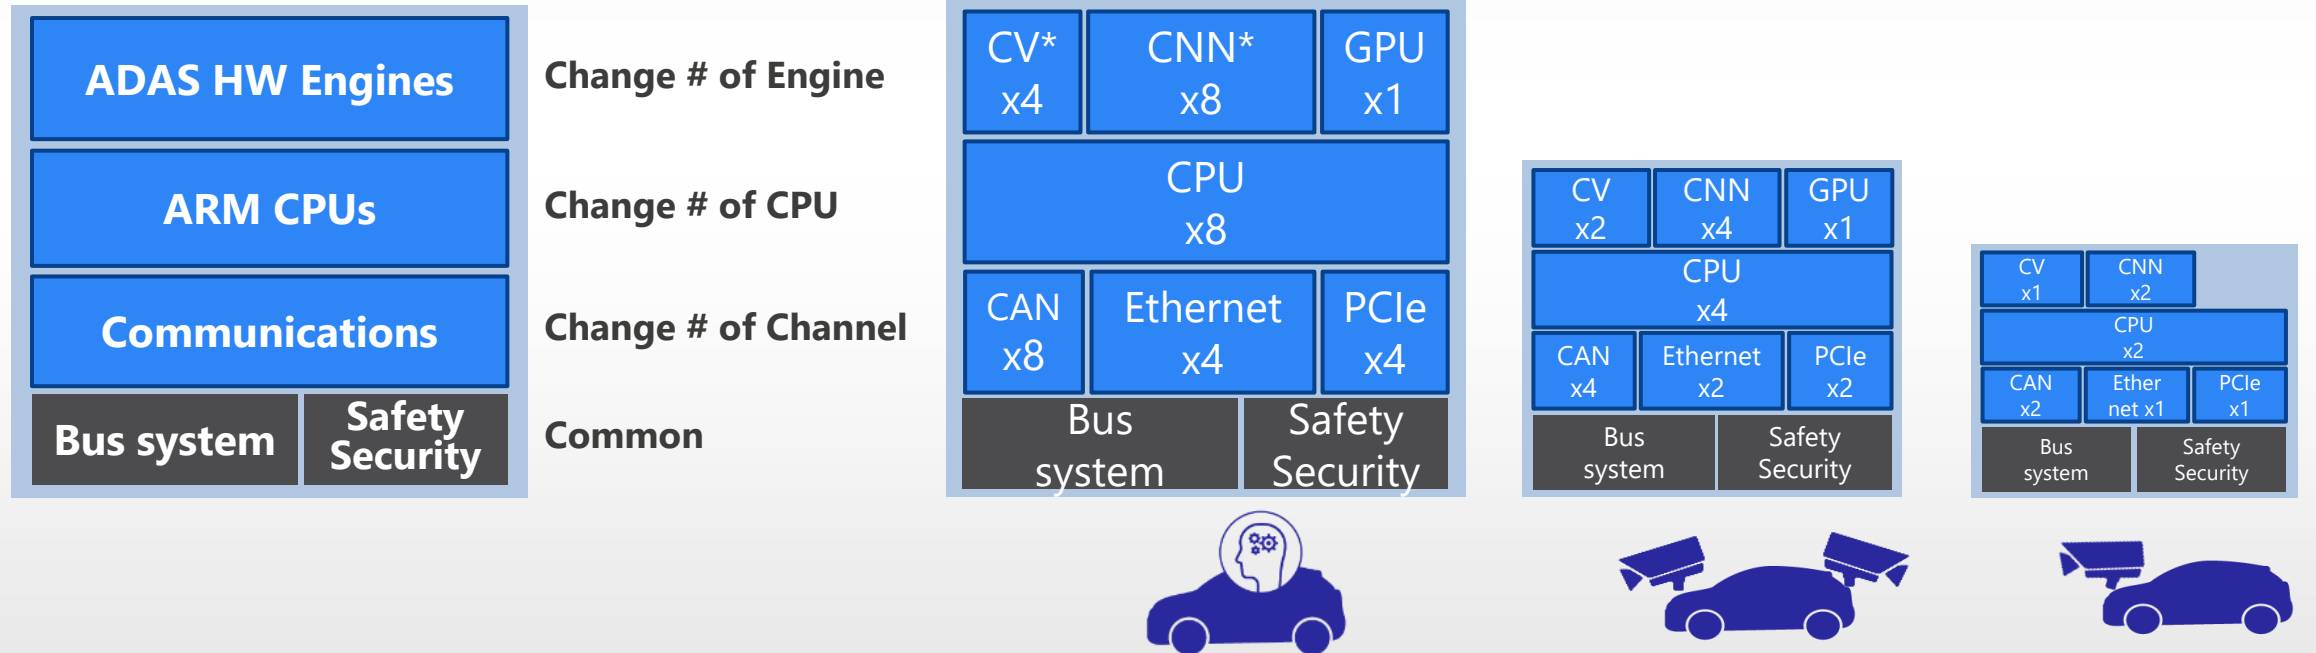 ADAS HW Engines
ARM CPUs
Communications
Bus system
Safety
Security
Change # of Engine
Change # of CPU
Change # of Channel
Common
CV*
x4
CNN*
x8
GPU
x1
CPU
x8
CAN
x8
Ethernet
x4
PCIe
x4
Bus
system
Safety
Security
CV
x2
CNN
x4
GPU
x1
CPU
x4
CAN
x4
Ethernet
x2
PCIe
x2
Bus
system
Safety
Security
CV
x1
CNN
x2
CPU
x2
CAN
x2
Ether
net x1
PCIe
x1
Bus
system
Safety
Security